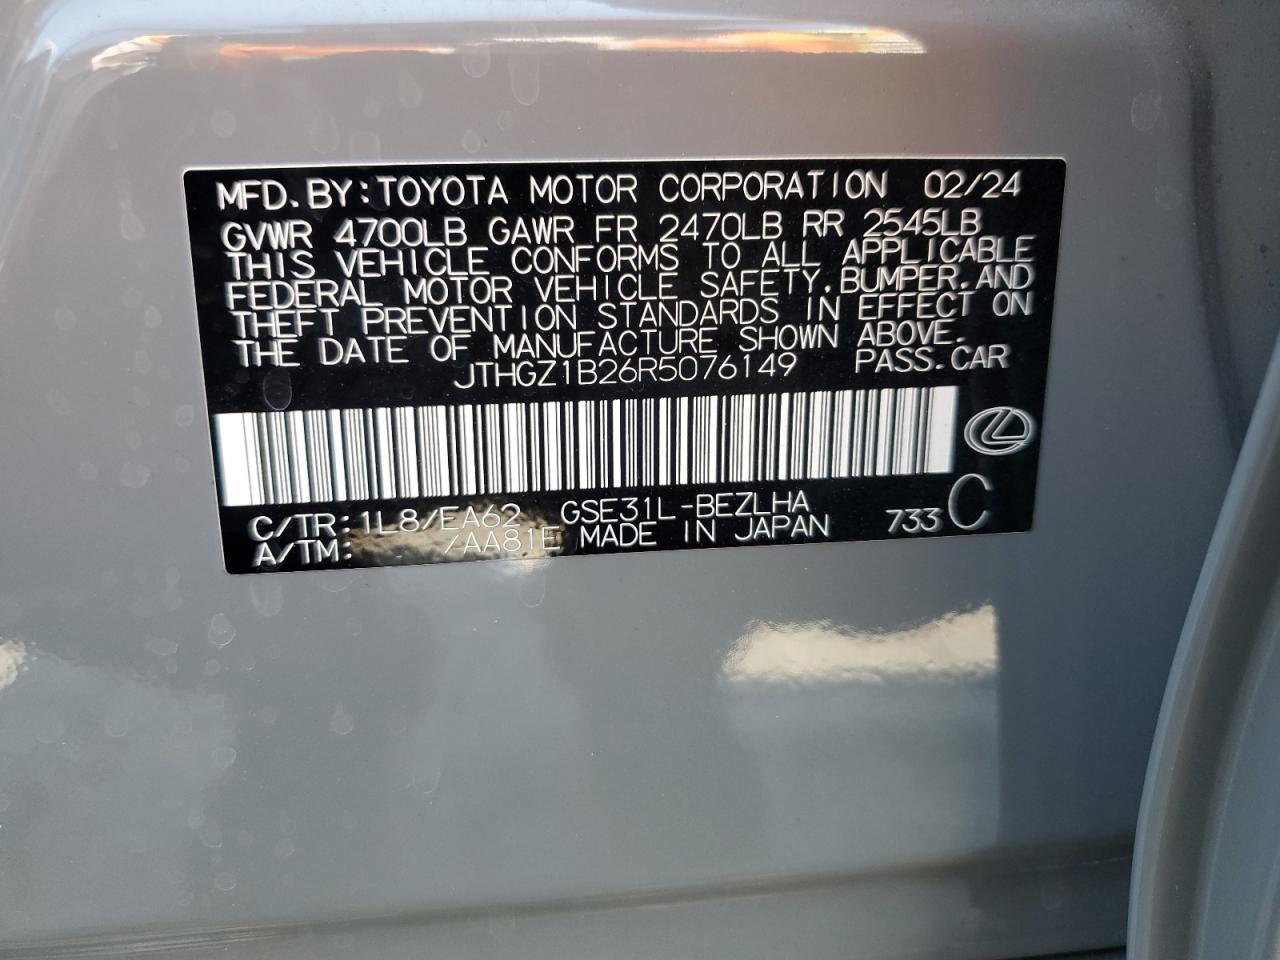 MFD. BY: TOYOTA MOTOR CORPORATION 02/24
GVWR 4700LB GAWR FR 2470LB RR 2545LB
THIS VEHICLE CONFORMS TO ALL APPLICABLE
FEDERAL MOTOR VEHICLE SAFETY, BUMPER, AND
THEFT PREVENTION STANDARDS IN EFFECT ON
THE DATE OF MANUFACTURE SHOWN ABOVE.
JTHGZ1B26R5076149 PASS. CAR
C/TR: 1L8/EA62 GSE31L-BEZLHA 733 C
A/TM: /AA81E MADE IN JAPAN